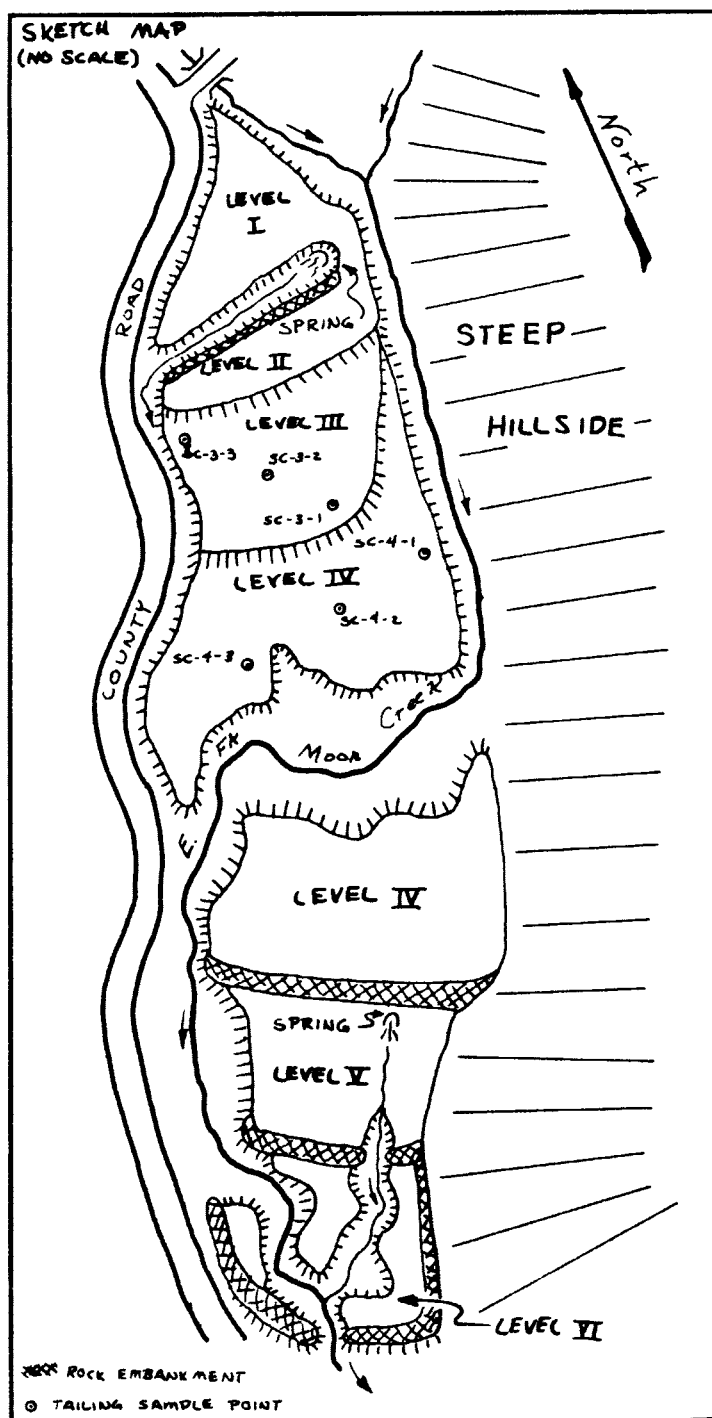 SKETCH MAP
(NO SCALE)
North
LEVEL
I
ROAD
SPRING
STEEP
LEVEL II
HILLSIDE
LEVEL III
SC-3-3
SC-3-2
SC-3-1
SC-4-1
LEVEL IV
SC-4-2
SC-4-3
COUNTY
Creek
FK
Moon
E.
LEVEL IV
SPRING
LEVEL V
LEVEL VI
ROCK EMBANKMENT
TAILING SAMPLE POINT